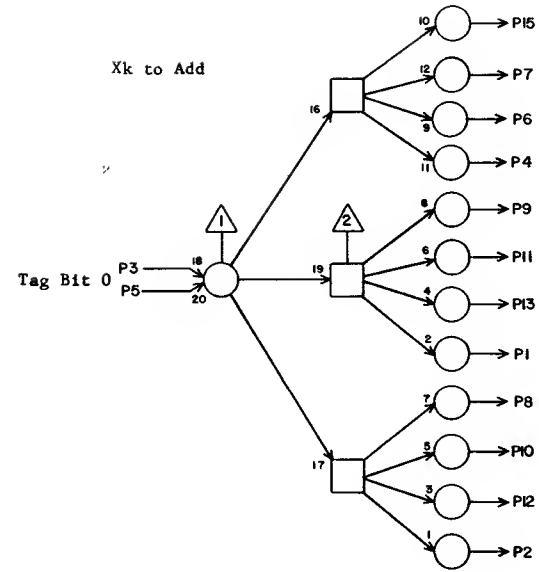 10 P15
Xk to Add
12 P7
16
9 P6
11 P4
1
2
8 P9
18
Tag Bit 0 P3
19
6 P11
P5
20
4 P13
2 P1
7 P8
17
5 P10
3 P12
1 P2